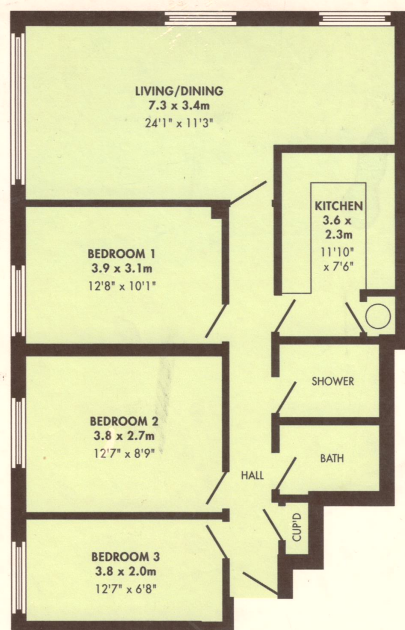 LIVING/DINING
7.3 x 3.4m
24'1" x 11'3"
KITCHEN
3.6 x
2.3m
11'10"
x 7'6"
BEDROOM 1
3.9 x 3.1m
12'8" x 10'1"
SHOWER
BEDROOM 2
3.8 x 2.7m
12'7" x 8'9"
BATH
HALL
CUP'D
BEDROOM 3
3.8 x 2.0m
12'7" x 6'8"